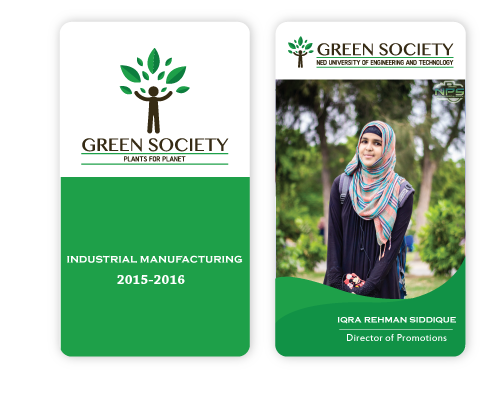 GREEN SOCIETY
PLANTS FOR PLANET
INDUSTRIAL MANUFACTURING
2015-2016
GREEN SOCIETY
NED UNIVERSITY OF ENGINEERING AND TECHNOLOGY
NPS
IQRA REHMAN SIDDIQUE
Director of Promotions